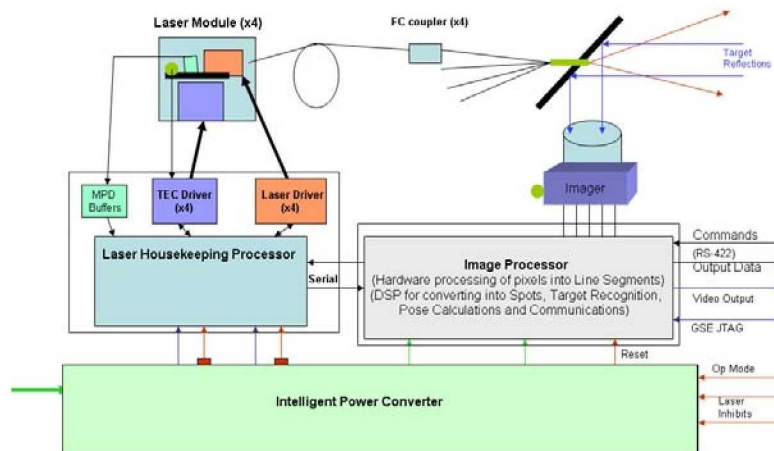 Laser Module (x4)
FC coupler (x4)
Target
Reflections
Imager
MPD
Buffers
TEC Driver
(x4)
Laser Driver
(x4)
Laser Housekeeping Processor
Serial
Image Processor
(Hardware processing of pixels into Line Segments)
(DSP for converting into Spots, Target Recognition,
Pose Calculations and Communications)
Commands
(RS-422)
Output Data
Video Output
GSE JTAG
Reset
Op Mode
Laser
Inhibits
Intelligent Power Converter